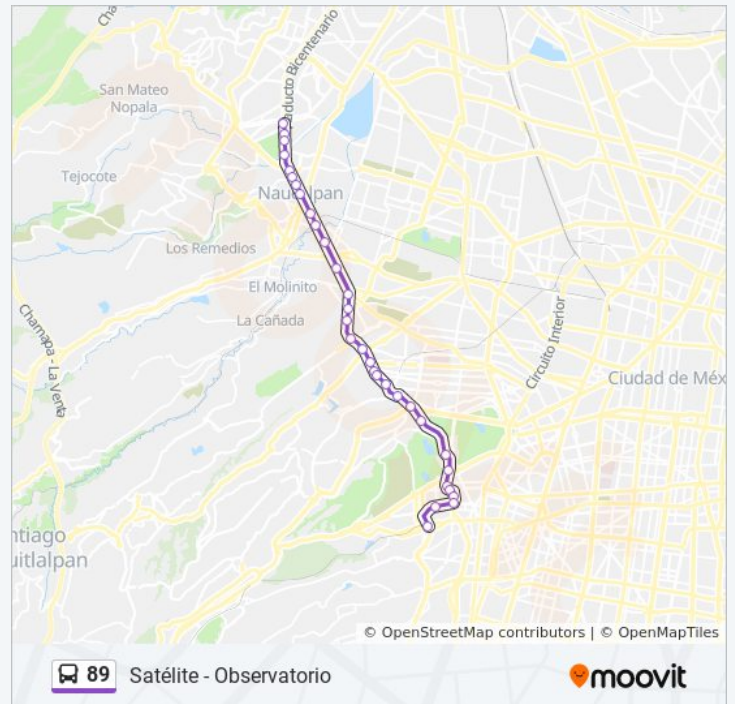 Cha
Viaducto Bicentenario
San Mateo
Nopala
Tejocote
Naucalpan
Los Remedios
El Molinito
La Cañada
Chamapa - La Venta
Circuito Interior
Ciudad de Méx
ntiago
uitlalpan
© OpenStreetMap contributors | © OpenMapTiles
89 Satélite - Observatorio
moovit